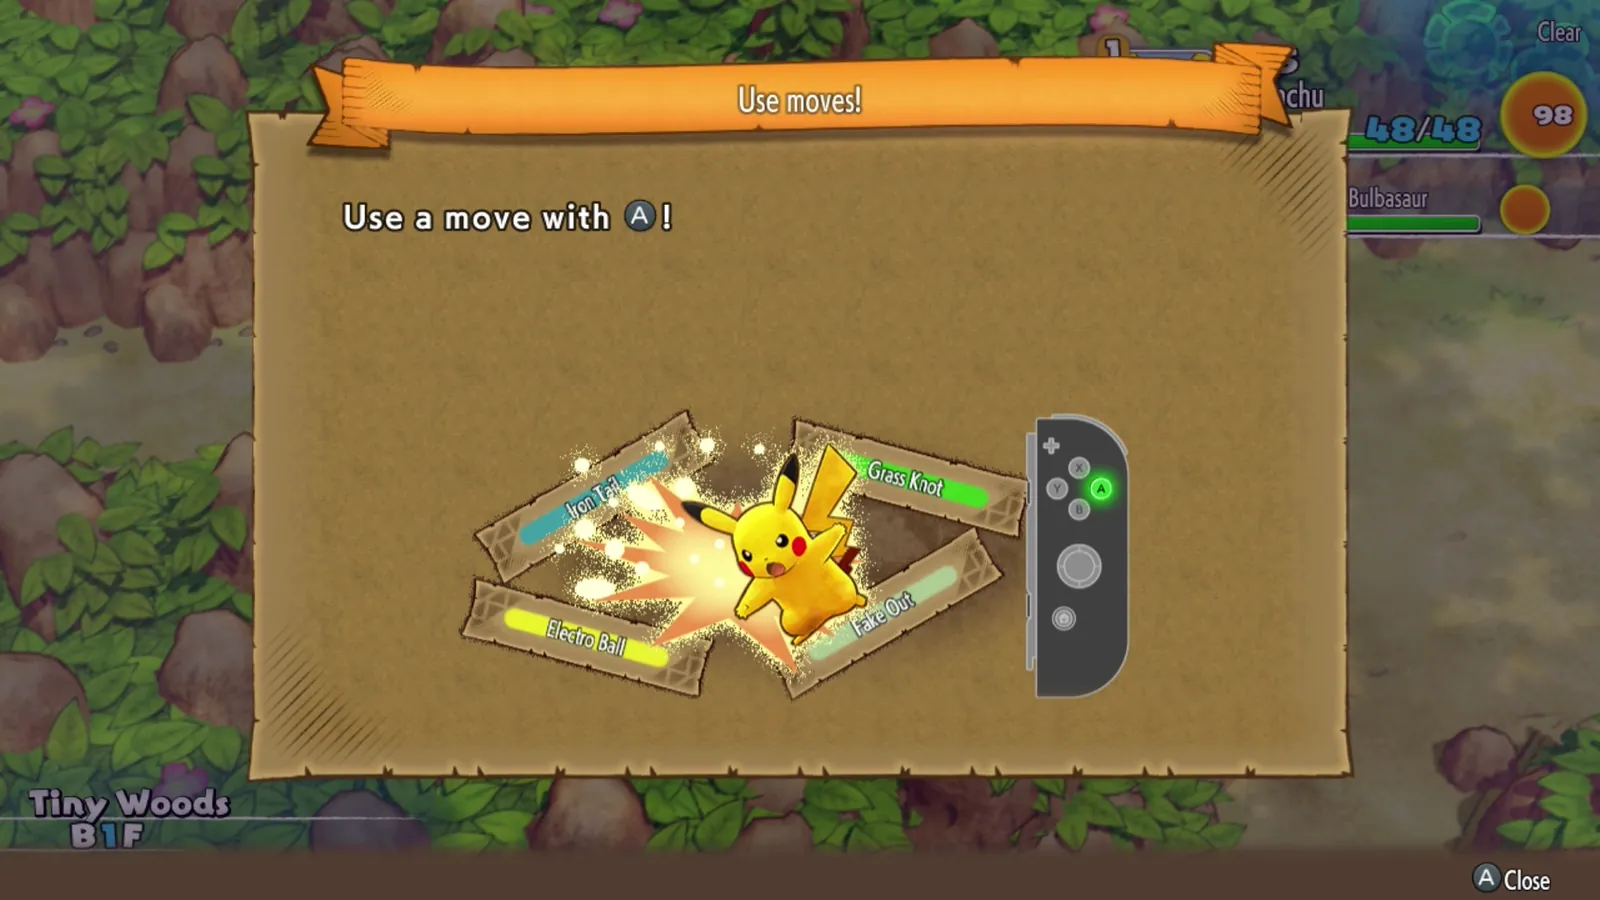 Clear
Use moves!
chu
48/48
98
Use a move with A!
Bulbasaur
Iron Tail
Grass Knot
X
Y
A
B
Electro Ball
Fake Out
Tiny Woods
B1F
A Close